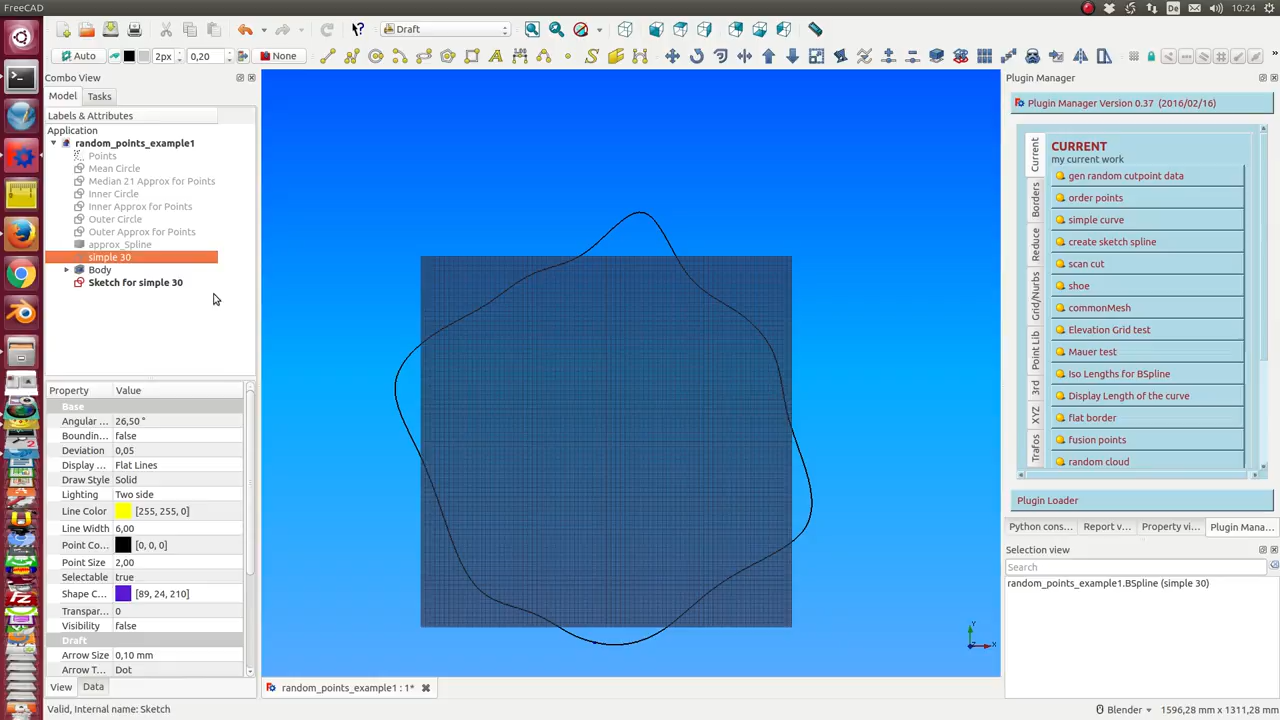 FreeCAD
De
10:24
Draft
Auto
2px
0,20
None
Combo View
Model
Tasks
Labels & Attributes
Application
random_points_example1
Points
Mean Circle
Median 21 Approx for Points
Inner Circle
Inner Approx for Points
Outer Circle
Outer Approx for Points
approx_Spline
simple 30
Body
Sketch for simple 30
Property Value
Base
Angular ... 26,50 °
Boundin... false
Deviation 0,05
Display ... Flat Lines
Draw Style Solid
Lighting Two side
Line Color [255, 255, 0]
Line Width 6,00
Point Co... [0, 0, 0]
Point Size 2,00
Selectable true
Shape C... [89, 24, 210]
Transpar... 0
Visibility false
Draft
Arrow Size 0,10 mm
Arrow T... Dot
View
Data
Y
X
Z
random_points_example1 : 1*
Plugin Manager
Plugin Manager Version 0.37 (2016/02/16)
Current
Borders
Reduce
Grid/Nurbs
Point Lib
3rd
XYZ
Trafos
CURRENT
my current work
gen random cutpoint data
order points
simple curve
create sketch spline
scan cut
shoe
commonMesh
Elevation Grid test
Mauer test
Iso Lengths for BSpline
Display Length of the curve
flat border
fusion points
random cloud
Plugin Loader
Python cons...
Report v...
Property vi...
Plugin Mana...
Selection view
Search
random_points_example1.BSpline (simple 30)
Valid, Internal name: Sketch
Blender
1596,28 mm x 1311,28 mm